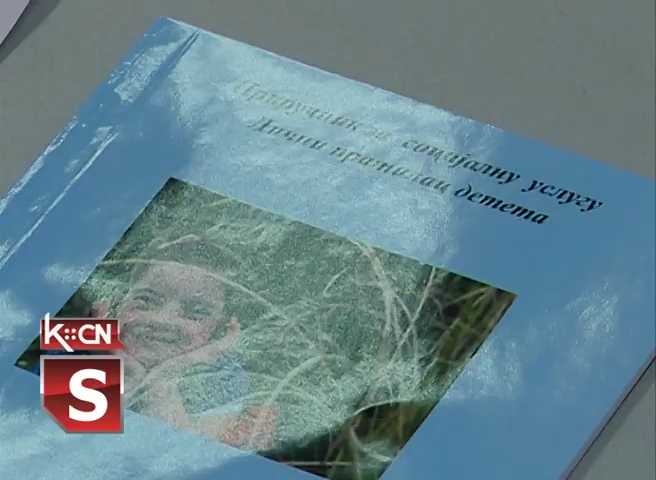 Приручник за социјалну услугу
Лични пратилац детета
K::CN
S